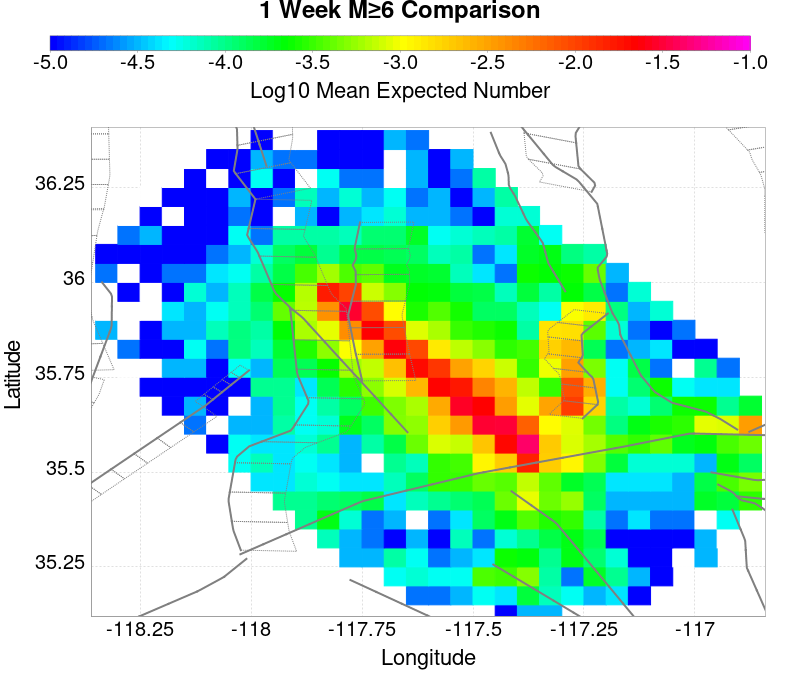 1 Week M≥6 Comparison
-5.0 -4.5 -4.0 -3.5 -3.0 -2.5 -2.0 -1.5 -1.0
Log10 Mean Expected Number
36.25
36
35.75
35.5
35.25
Latitude
-118.25 -118 -117.75 -117.5 -117.25 -117
Longitude